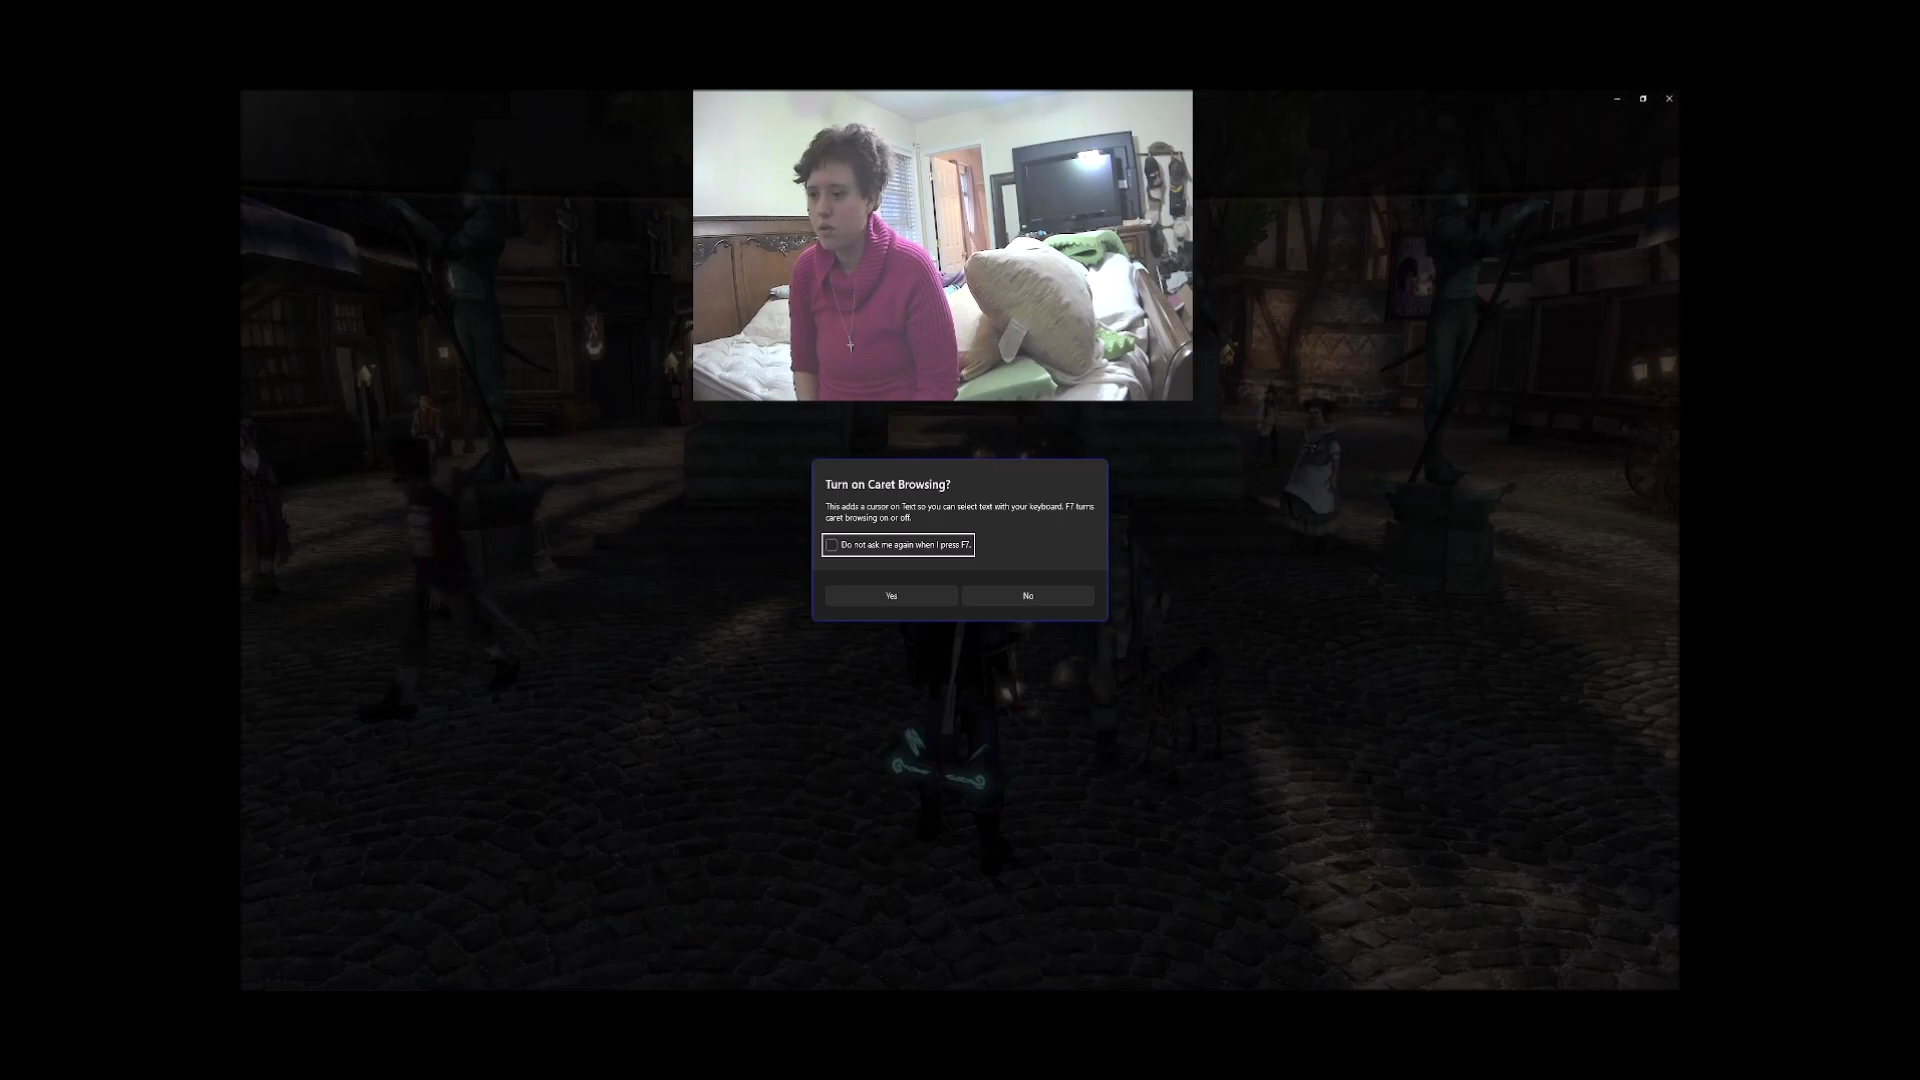 Turn on Caret Browsing?
This adds a cursor on Text so you can select text with your keyboard. F7 turns
caret browsing on or off.
Do not ask me again when I press F7.
Yes
No